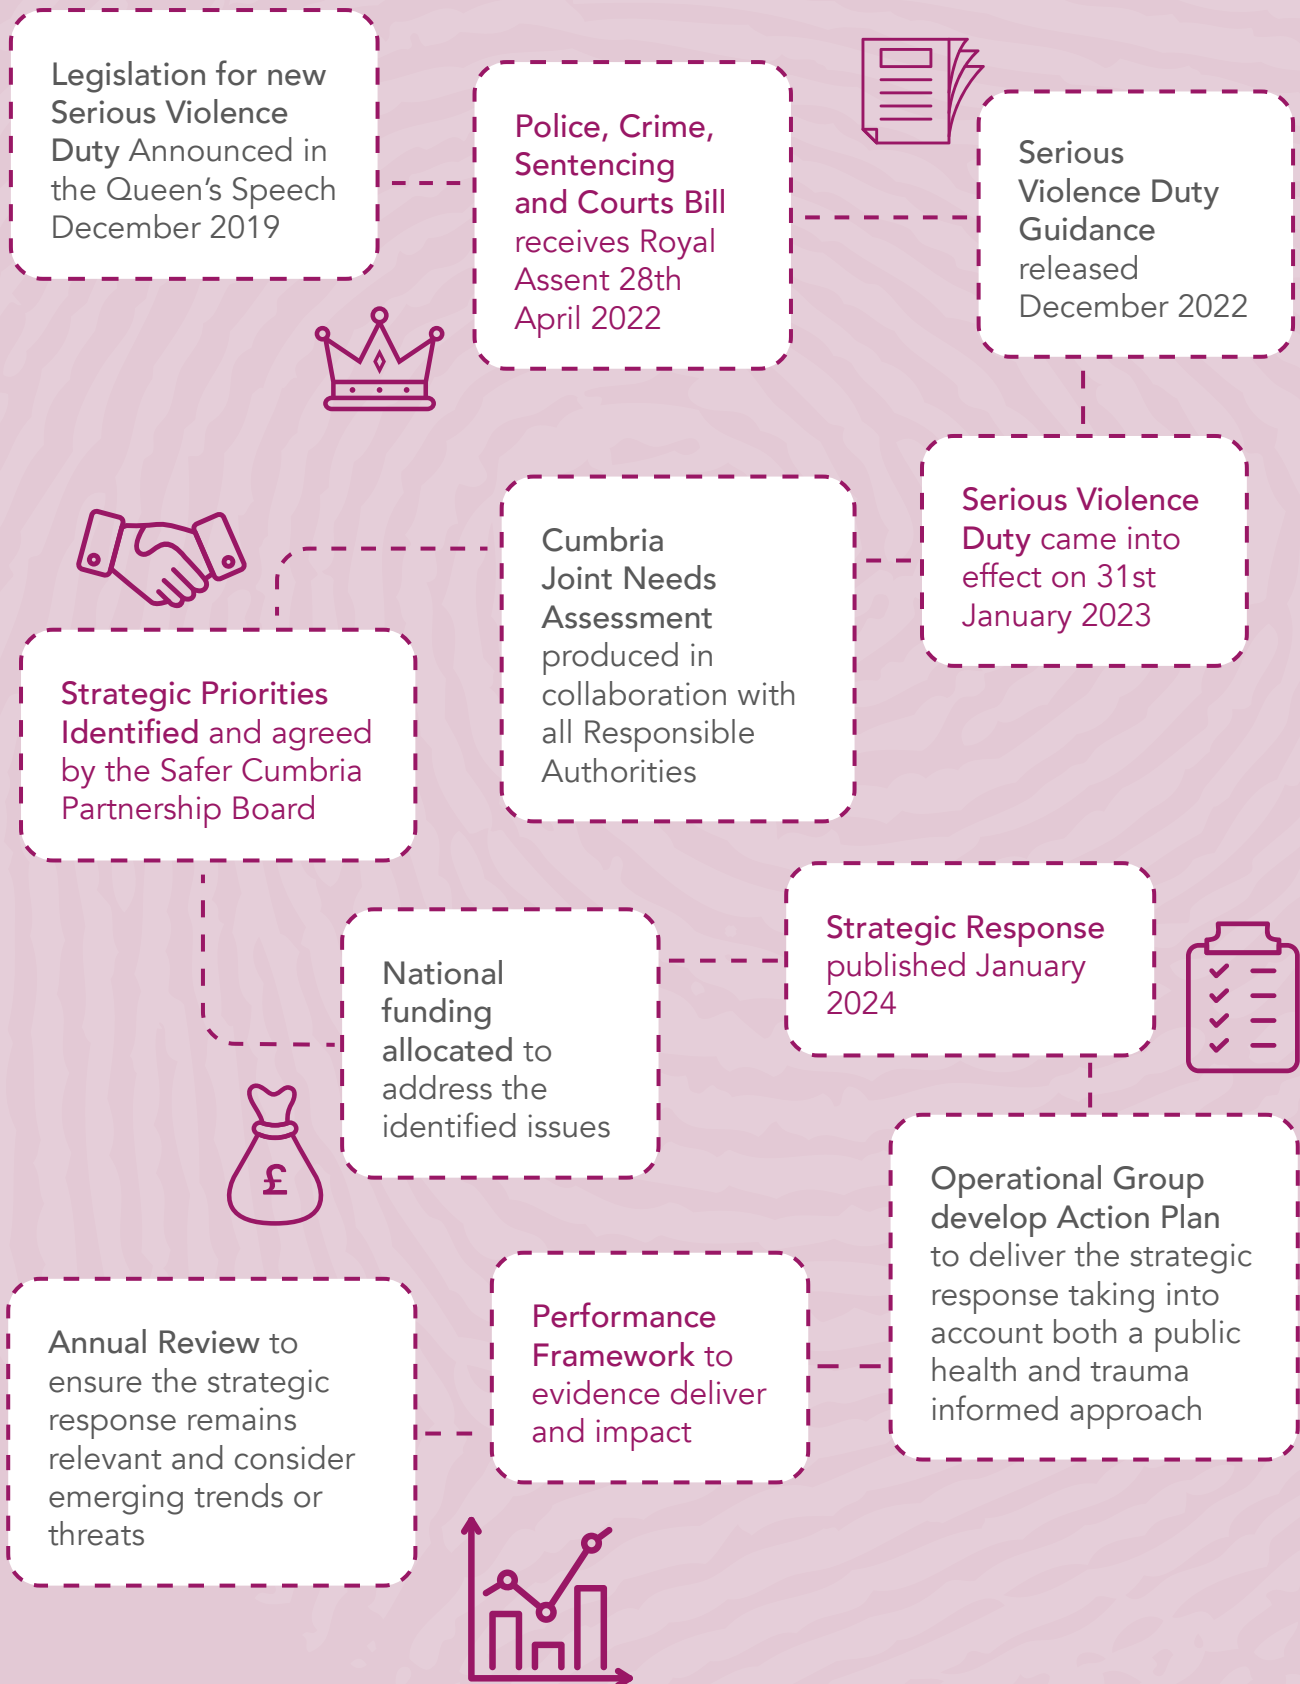 Legislation for new
Serious Violence
Duty Announced in
the Queen’s Speech
December 2019
Police, Crime,
Sentencing
and Courts Bill
receives Royal
Assent 28th
April 2022
Serious
Violence Duty
Guidance
released
December 2022
Serious Violence
Duty came into
effect on 31st
January 2023
Cumbria
Joint Needs
Assessment
produced in
collaboration with
all Responsible
Authorities
Strategic Priorities
Identified and agreed
by the Safer Cumbria
Partnership Board
National
funding
allocated to
address the
identified issues
£
Strategic Response
published January
2024
Operational Group
develop Action Plan
to deliver the strategic
response taking into
account both a public
health and trauma
informed approach
Performance
Framework to
evidence deliver
and impact
Annual Review to
ensure the strategic
response remains
relevant and consider
emerging trends or
threats